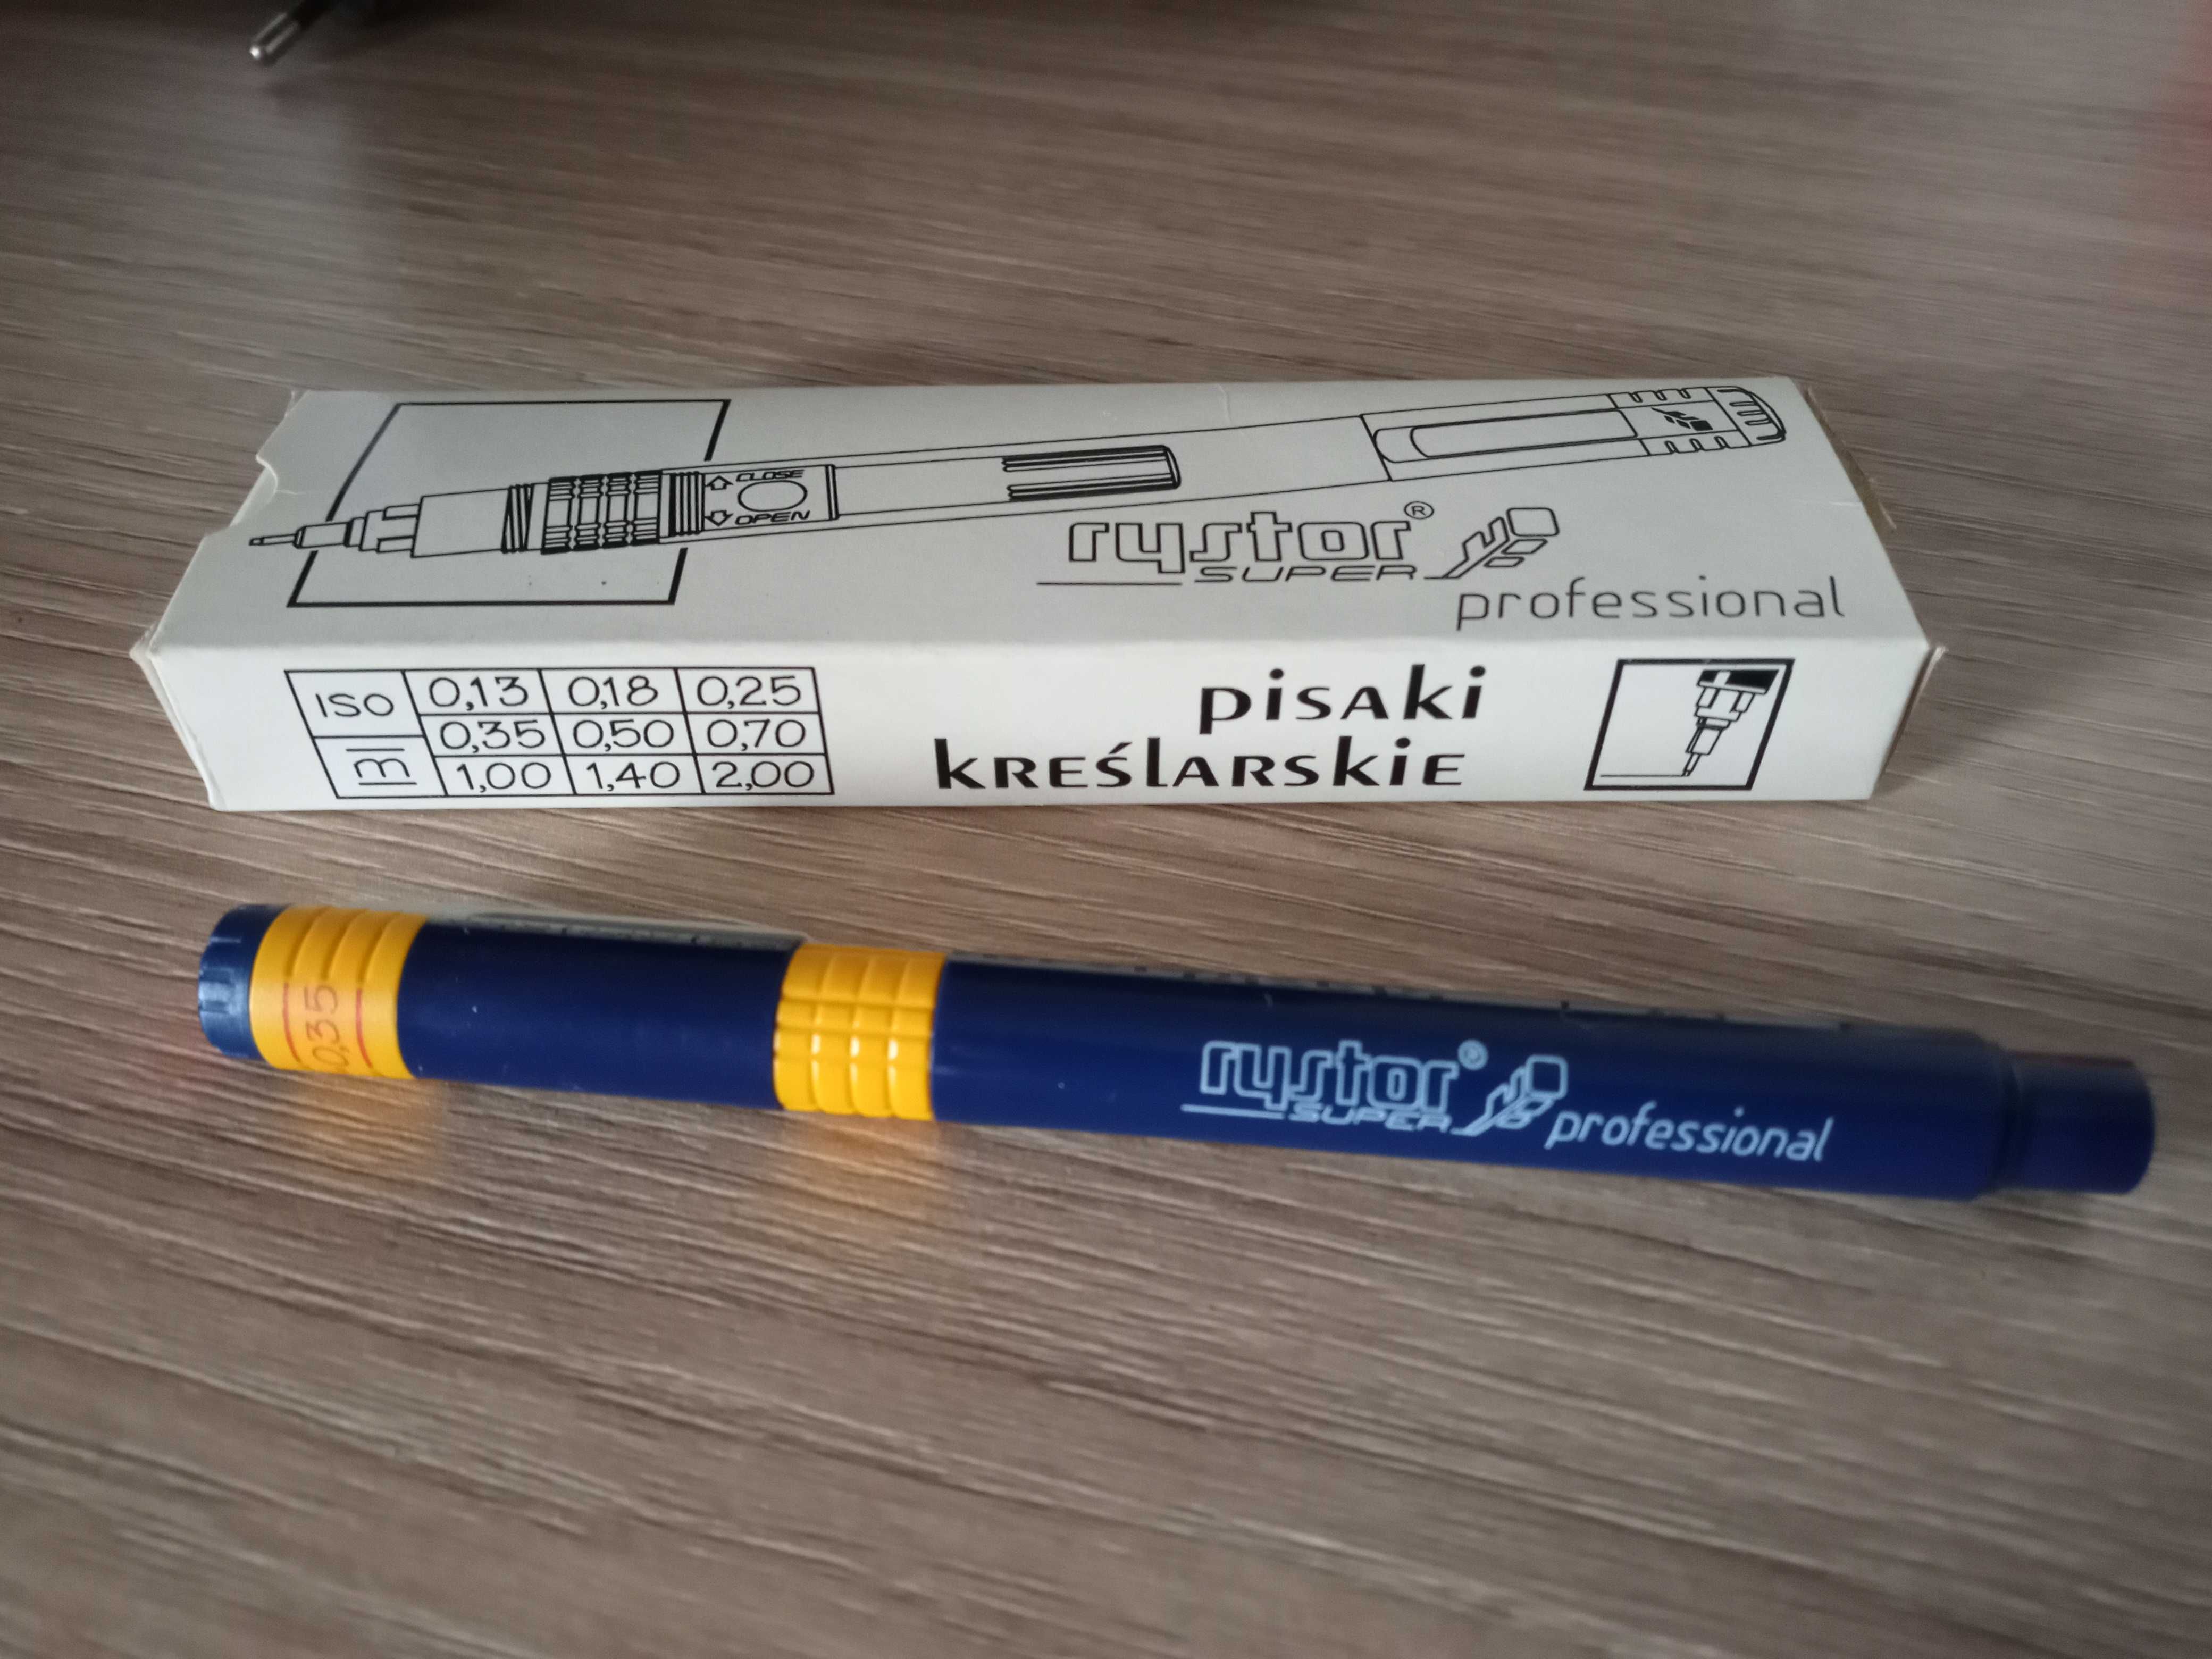 CLOSE
OPEN
rystor®
SUPER
professional
ISO 0,13 0,18 0,25
0,35 0,50 0,70
m 1,00 1,40 2,00
pisaki
kreślarskie
0,35
rystor®
SUPER
professional